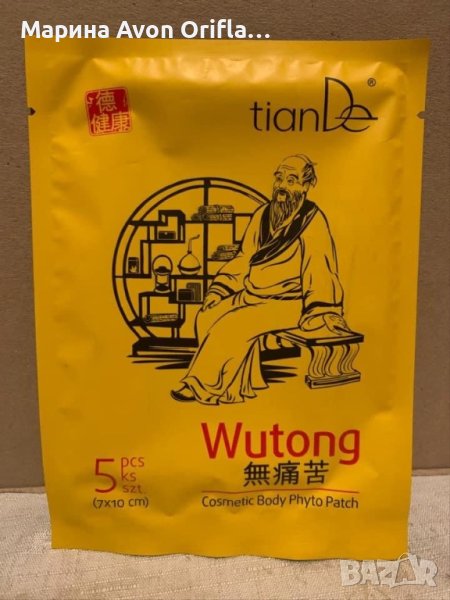 Марина Avon Orifla...
德
健康
tianDe®
Wutong
無痛苦
5 pcs
ks
szt.
(7x10 cm)
Cosmetic Body Phyto Patch
BAZAR